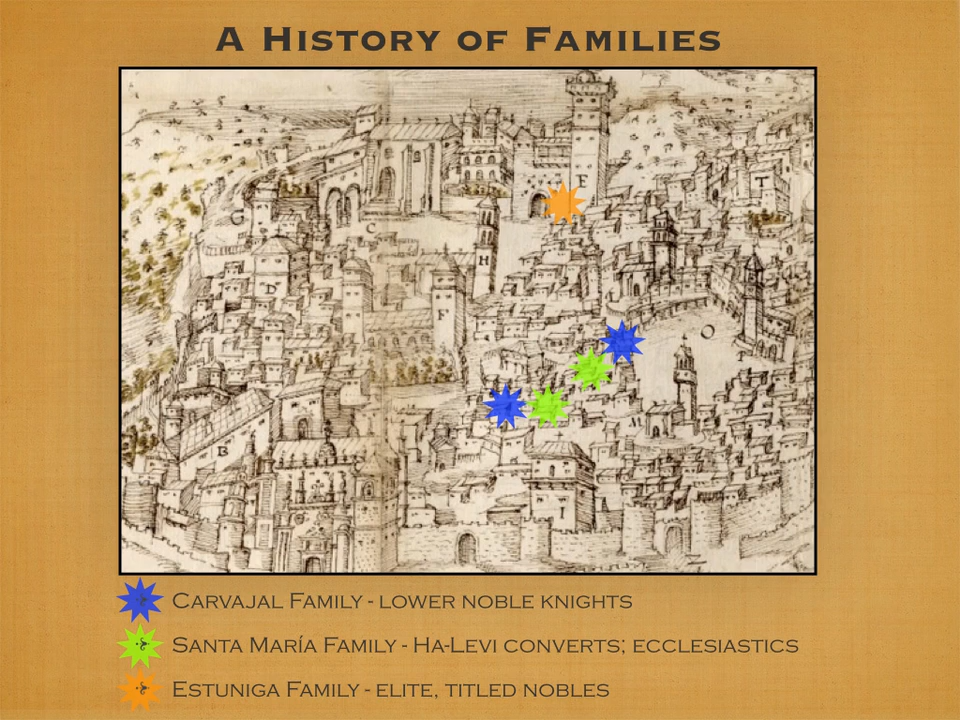 A History of Families
F
T
G
C
H
D
F
O
T
M
B
I
Carvajal Family - lower noble knights
Santa María Family - Ha-Levi converts; ecclesiastics
Estuniga Family - elite, titled nobles